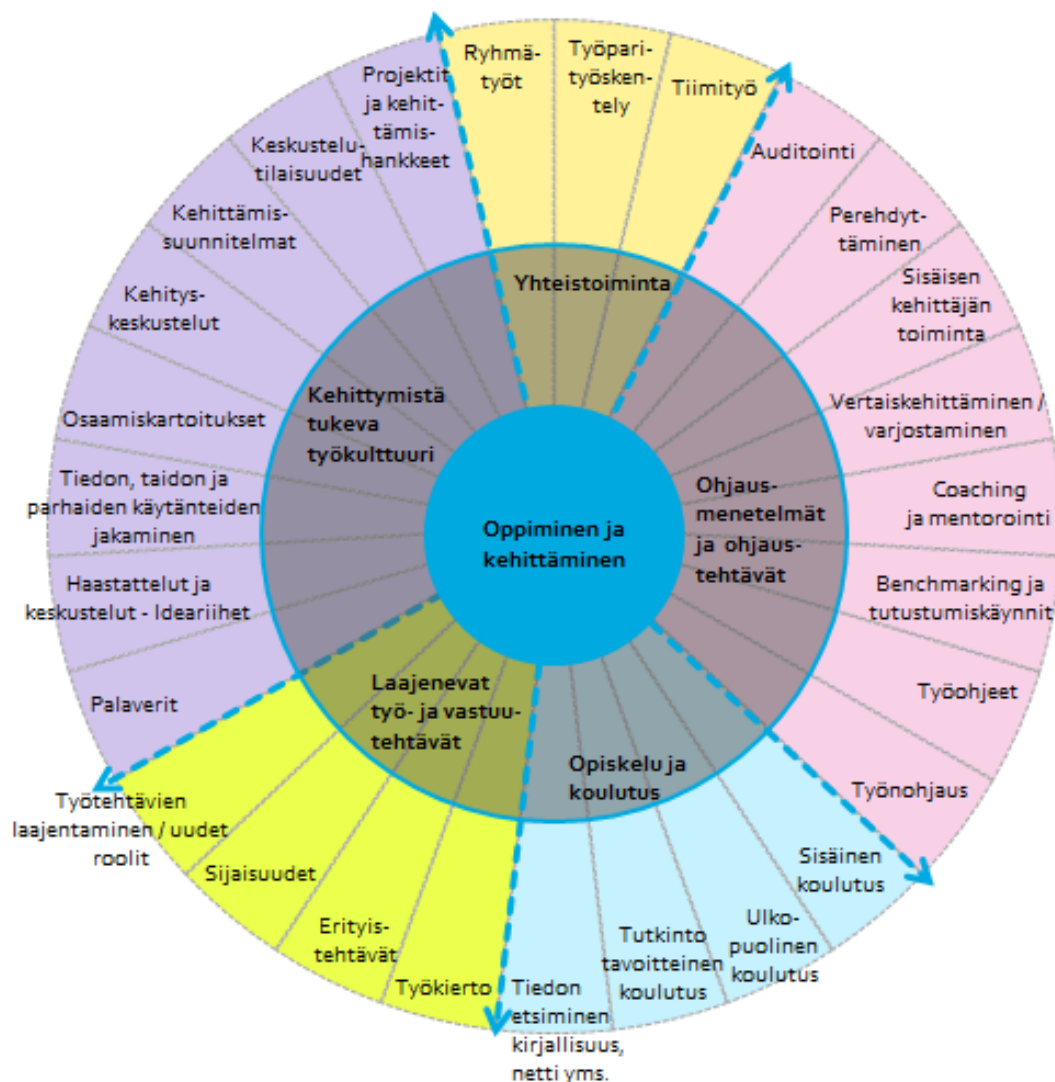 Oppiminen ja
kehittäminen
Yhteistoiminta
Ryhmä-
työt
Työpari-
työsken-
tely
Tiimityö
Ohjaus-
menetelmät
ja ohjaus-
tehtävät
Auditointi
Perehdyt-
täminen
Sisäisen
kehittäjän
toiminta
Vertaiskehittäminen /
varjostaminen
Coaching
ja mentorointi
Benchmarking ja
tutustumiskäynnit
Työohjeet
Työnohjaus
Opiskelu ja
koulutus
Sisäinen
koulutus
Ulko-
puolinen
koulutus
Tutkinto
tavoitteinen
koulutus
Tiedon
etsiminen
kirjallisuus,
netti yms.
Laajenevat
työ- ja vastuu-
tehtävät
Työkierto
Erityis-
tehtävät
Sijaisuudet
Työtehtävien
laajentaminen / uudet
roolit
Kehittymistä
tukeva
työkulttuuri
Palaverit
Haastattelut ja
keskustelut - Ideariihet
Tiedon, taidon ja
parhaiden käytänteiden
jakaminen
Osaamiskartoitukset
Kehitys-
keskustelut
Kehittämis-
suunnitelmat
Keskustelu-
tilaisuudet
Projektit
ja kehit-
tämis-
hankkeet